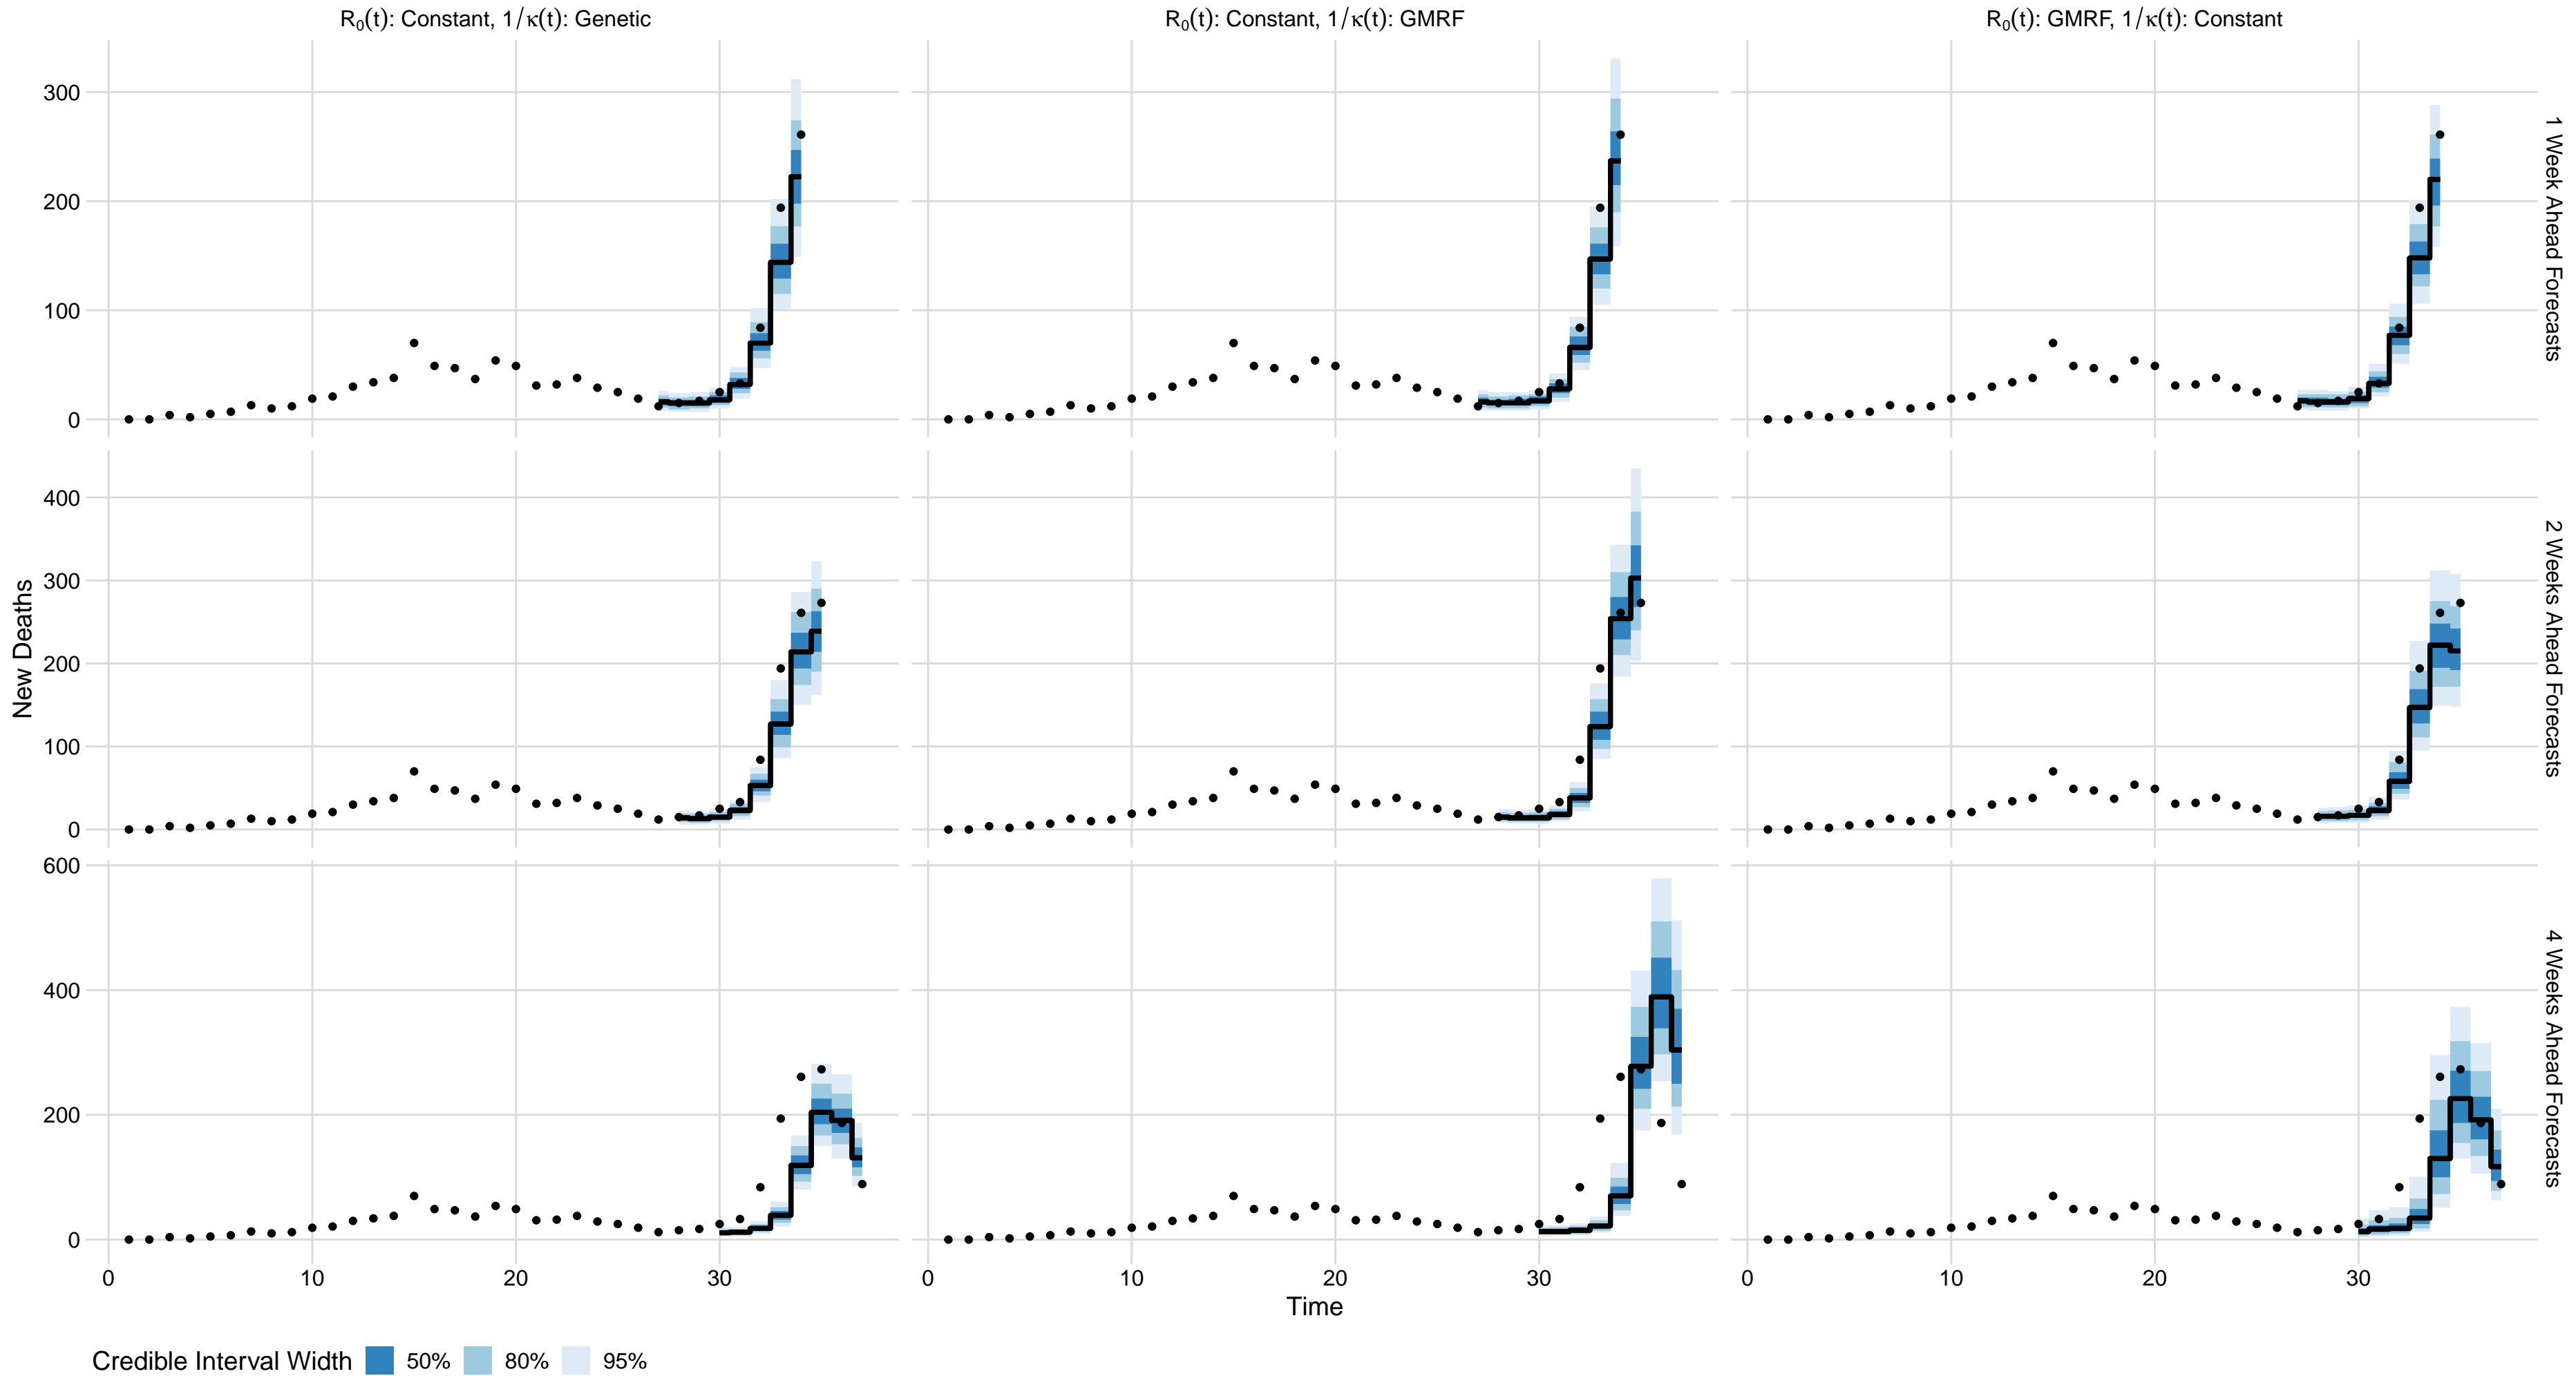 R₀(t): Constant, 1/κ(t): Genetic
R₀(t): Constant, 1/κ(t): GMRF
R₀(t): GMRF, 1/κ(t): Constant
300
200
100
0
1 Week Ahead Forecasts
400
300
200
100
0
2 Weeks Ahead Forecasts
600
400
200
0
4 Weeks Ahead Forecasts
New Deaths
0 10 20 30
0 10 20 30
0 10 20 30
Time
Credible Interval Width 50% 80% 95%